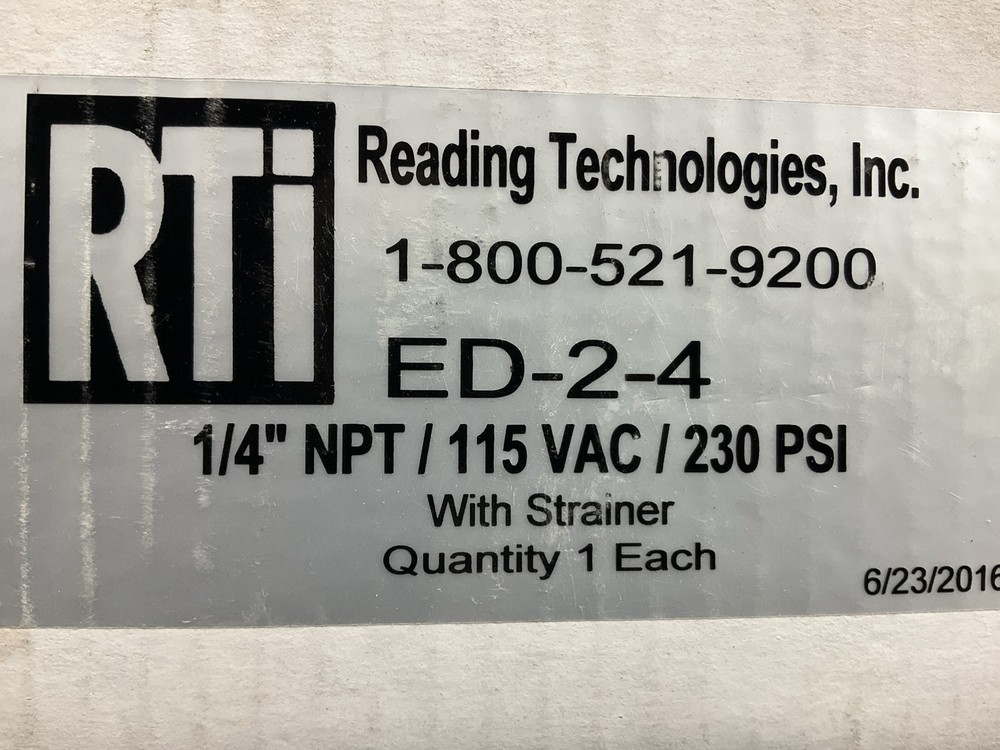 RTi
Reading Technologies, Inc.
1-800-521-9200
ED-2-4
1/4" NPT / 115 VAC / 230 PSI
With Strainer
Quantity 1 Each
6/23/2016